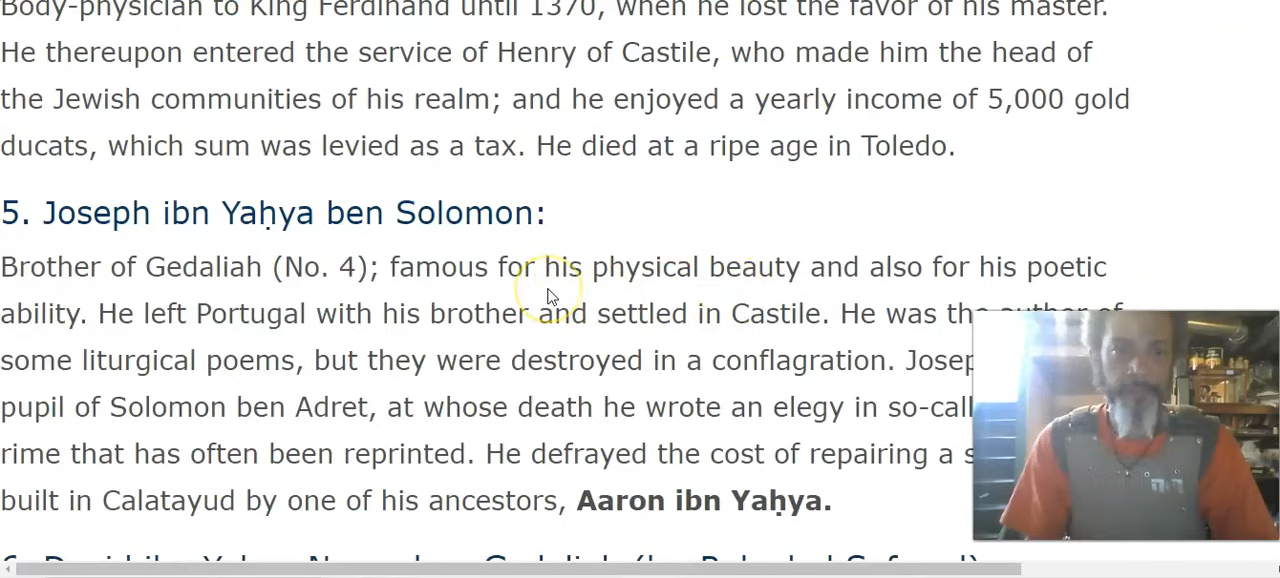 Body-physician to King Ferdinand until 1370, when he lost the favor of his master.
He thereupon entered the service of Henry of Castile, who made him the head of
the Jewish communities of his realm; and he enjoyed a yearly income of 5,000 gold
ducats, which sum was levied as a tax. He died at a ripe age in Toledo.
5. Joseph ibn Yaḥya ben Solomon:
Brother of Gedaliah (No. 4); famous for his physical beauty and also for his poetic
ability. He left Portugal with his brother and settled in Castile. He was the author of
some liturgical poems, but they were destroyed in a conflagration. Josep
pupil of Solomon ben Adret, at whose death he wrote an elegy in so-call
rime that has often been reprinted. He defrayed the cost of repairing a s
built in Calatayud by one of his ancestors, Aaron ibn Yaḥya.